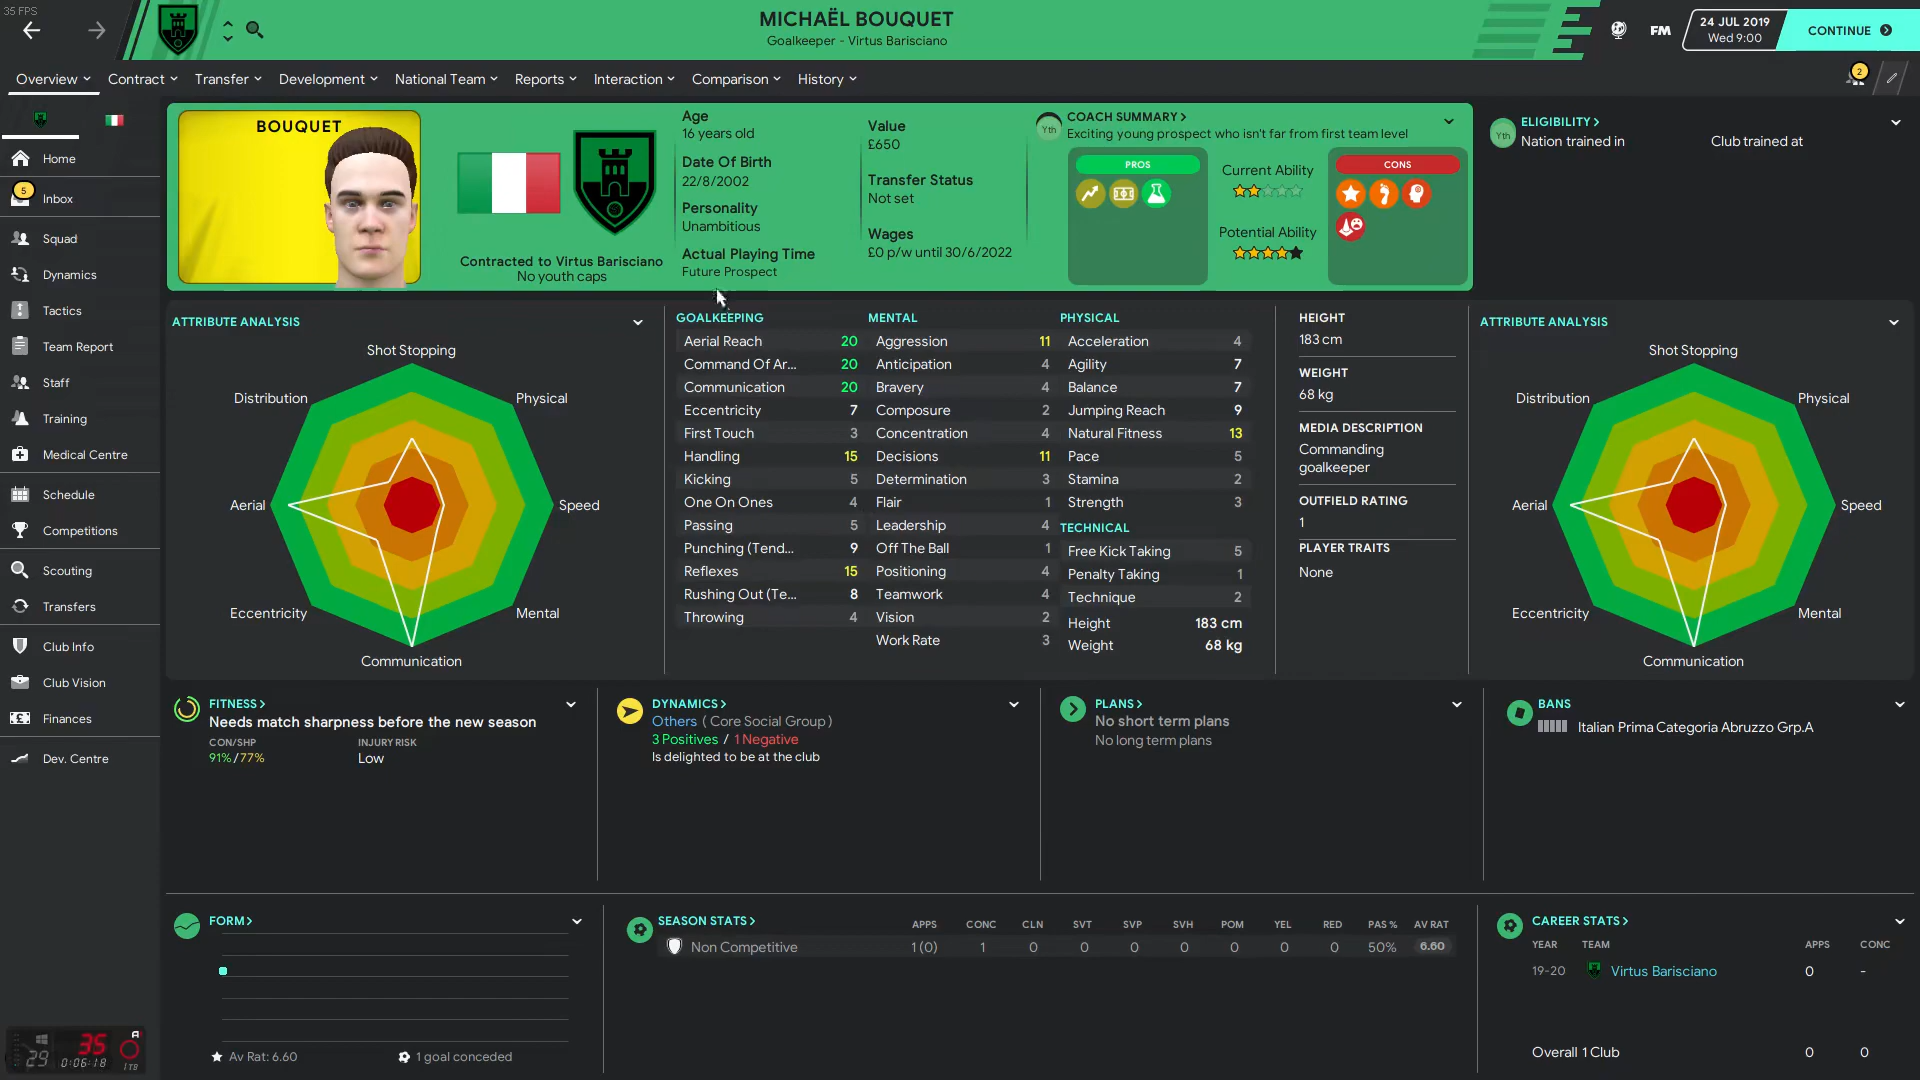 35 FPS
MICHAËL BOUQUET
Goalkeeper - Virtus Barisciano
FM
24 JUL 2019
Wed 9:00
CONTINUE
Overview
Contract
Transfer
Development
National Team
Reports
Interaction
Comparison
History
2
Home
5
Inbox
Squad
Dynamics
Tactics
Team Report
Staff
Training
Medical Centre
Schedule
Competitions
Scouting
Transfers
Club Info
Club Vision
Finances
Dev. Centre
BOUQUET
Contracted to Virtus Barisciano
No youth caps
Age
16 years old
Date Of Birth
22/8/2002
Personality
Unambitious
Actual Playing Time
Future Prospect
Value
£650
Transfer Status
Not set
Wages
£0 p/w until 30/6/2022
Yth
COACH SUMMARY >
Exciting young prospect who isn't far from first team level
PROS
Current Ability
Potential Ability
CONS
Yth
ELIGIBILITY >
Nation trained in
Club trained at
ATTRIBUTE ANALYSIS
Shot Stopping
Physical
Speed
Mental
Communication
Eccentricity
Aerial
Distribution
GOALKEEPING
Aerial Reach 20
Command Of Ar... 20
Communication 20
Eccentricity 7
First Touch 3
Handling 15
Kicking 5
One On Ones 4
Passing 5
Punching (Tend... 9
Reflexes 15
Rushing Out (Te... 8
Throwing 4
MENTAL
Aggression 11
Anticipation 4
Bravery 4
Composure 2
Concentration 4
Decisions 11
Determination 3
Flair 1
Leadership 4
Off The Ball 1
Positioning 4
Teamwork 4
Vision 2
Work Rate 3
PHYSICAL
Acceleration 4
Agility 7
Balance 7
Jumping Reach 9
Natural Fitness 13
Pace 5
Stamina 2
Strength 3
TECHNICAL
Free Kick Taking 5
Penalty Taking 1
Technique 2
Height 183 cm
Weight 68 kg
HEIGHT
183 cm
WEIGHT
68 kg
MEDIA DESCRIPTION
Commanding
goalkeeper
OUTFIELD RATING
1
PLAYER TRAITS
None
ATTRIBUTE ANALYSIS
Shot Stopping
Physical
Speed
Mental
Communication
Eccentricity
Aerial
Distribution
FITNESS >
Needs match sharpness before the new season
CON/SHP
91%/77%
INJURY RISK
Low
DYNAMICS >
Others ( Core Social Group )
3 Positives / 1 Negative
Is delighted to be at the club
PLANS >
No short term plans
No long term plans
BANS
Italian Prima Categoria Abruzzo Grp.A
FORM >
Av Rat: 6.60
1 goal conceded
SEASON STATS >
APPS CONC CLN SVT SVP SVH POM YEL RED PAS % AV RAT
Non Competitive 1 (0) 1 0 0 0 0 0 0 0 50% 6.60
CAREER STATS >
YEAR TEAM APPS CONC
19-20 Virtus Barisciano 0 -
Overall 1 Club 0 0
29
35
0:06:18
A
1TB